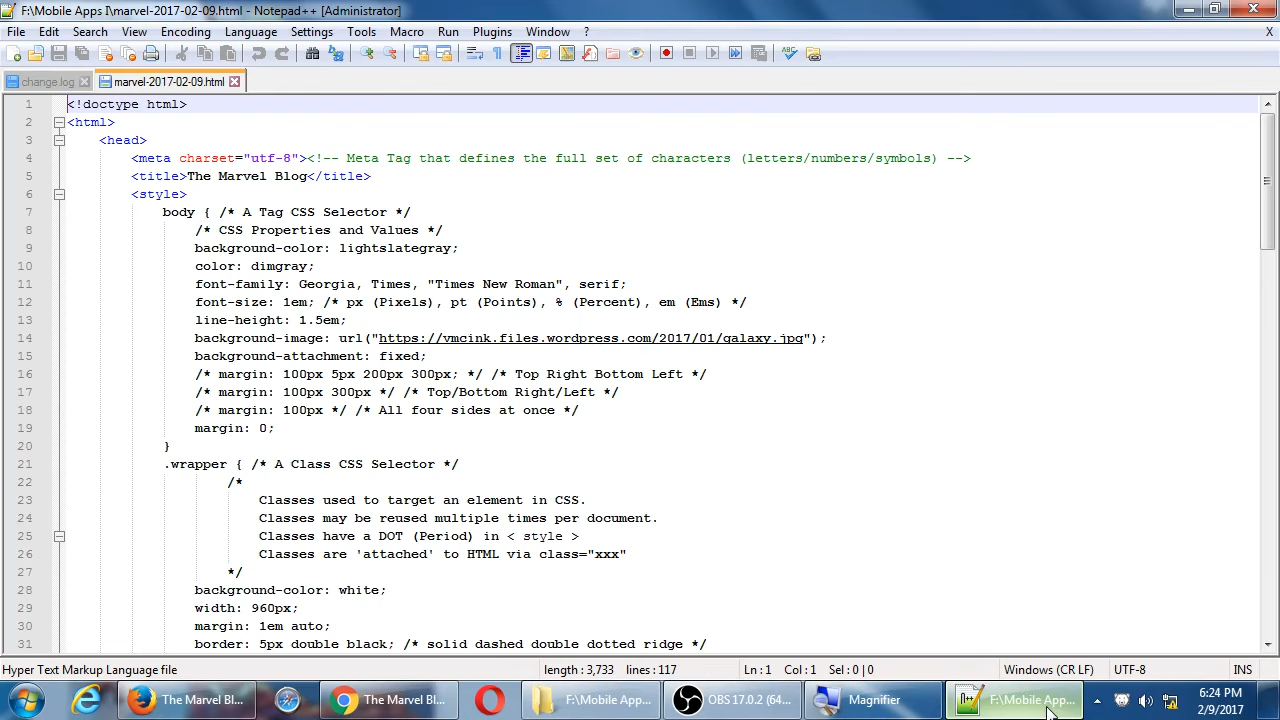 F:\Mobile Apps I\marvel-2017-02-09.html - Notepad++ [Administrator]
File Edit Search View Encoding Language Settings Tools Macro Run Plugins Window ? X
change.log marvel-2017-02-09.html
1 <!doctype html>
2 <html>
3 <head>
4 <meta charset="utf-8"><!-- Meta Tag that defines the full set of characters (letters/numbers/symbols) -->
5 <title>The Marvel Blog</title>
6 <style>
7 body { /* A Tag CSS Selector */
8 /* CSS Properties and Values */
9 background-color: lightslategray;
10 color: dimgray;
11 font-family: Georgia, Times, "Times New Roman", serif;
12 font-size: 1em; /* px (Pixels), pt (Points), % (Percent), em (Ems) */
13 line-height: 1.5em;
14 background-image: url("https://vmcink.files.wordpress.com/2017/01/galaxy.jpg");
15 background-attachment: fixed;
16 /* margin: 100px 5px 200px 300px; */ /* Top Right Bottom Left */
17 /* margin: 100px 300px */ /* Top/Bottom Right/Left */
18 /* margin: 100px */ /* All four sides at once */
19 margin: 0;
20 }
21 .wrapper { /* A Class CSS Selector */
22 /*
23 Classes used to target an element in CSS.
24 Classes may be reused multiple times per document.
25 Classes have a DOT (Period) in < style >
26 Classes are 'attached' to HTML via class="xxx"
27 */
28 background-color: white;
29 width: 960px;
30 margin: 1em auto;
31 border: 5px double black; /* solid dashed double dotted ridge */
Hyper Text Markup Language file length : 3,733 lines : 117 Ln : 1 Col : 1 Sel : 0 | 0 Windows (CR LF) UTF-8 INS
The Marvel Bl... The Marvel Bl... F:\Mobile App... OBS 17.0.2 (64... Magnifier F:\Mobile App... 6:24 PM
2/9/2017